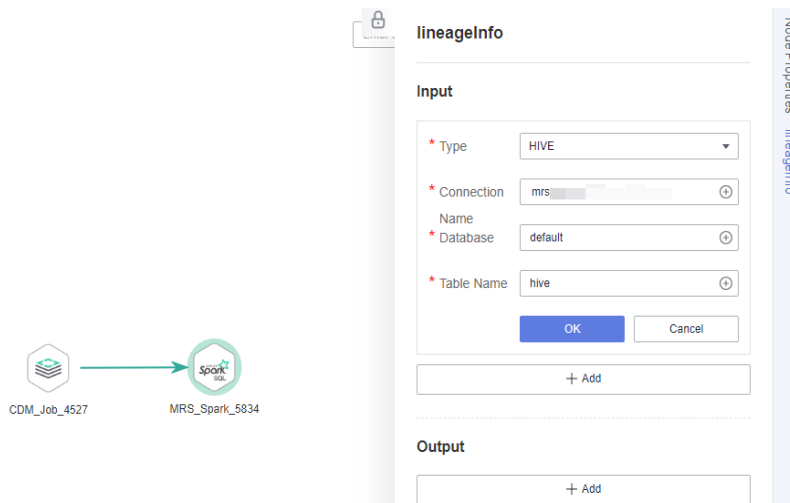 lineageInfo
Input
* Type
HIVE
* Connection Name
mrs
* Database
default
* Table Name
hive
OK
Cancel
+ Add
Output
+ Add
Node Properties
lineageInfo
Spark
SQL
CDM_Job_4527
MRS_Spark_5834